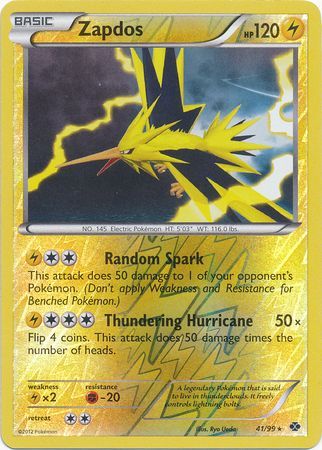 BASIC
Zapdos
HP120
NO. 145 Electric Pokémon HT: 5'03" WT: 116.0 lbs.
Random Spark
This attack does 50 damage to 1 of your opponent's
Pokémon. (Don't apply Weakness and Resistance for
Benched Pokémon.)
Thundering Hurricane 50×
Flip 4 coins. This attack does 50 damage times the
number of heads.
weakness resistance
×2 -20
retreat
A legendary Pokémon that is said
to live in thunderclouds. It freely
controls lightning bolts.
©2012 Pokémon
Illus. Ryo Ueda
41/99 ★